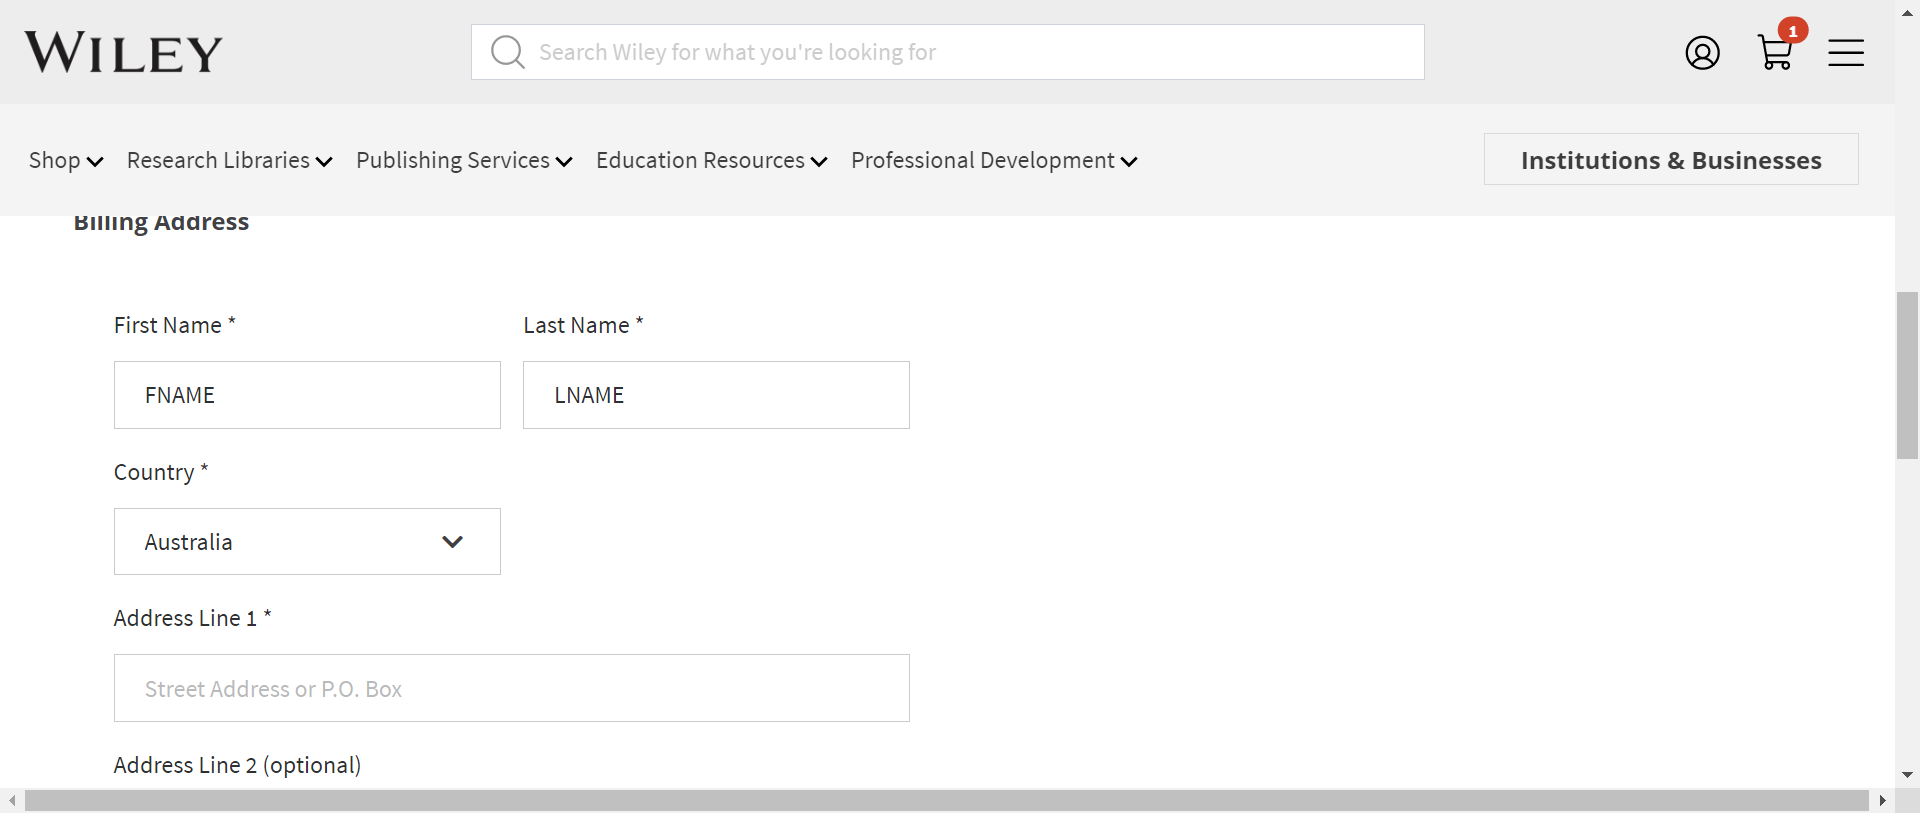 WILEY
Search Wiley for what you're looking for
1
Shop
Research Libraries
Publishing Services
Education Resources
Professional Development
Institutions & Businesses
Billing Address
First Name *
Last Name *
FNAME
LNAME
Country *
Australia
Address Line 1 *
Street Address or P.O. Box
Address Line 2 (optional)